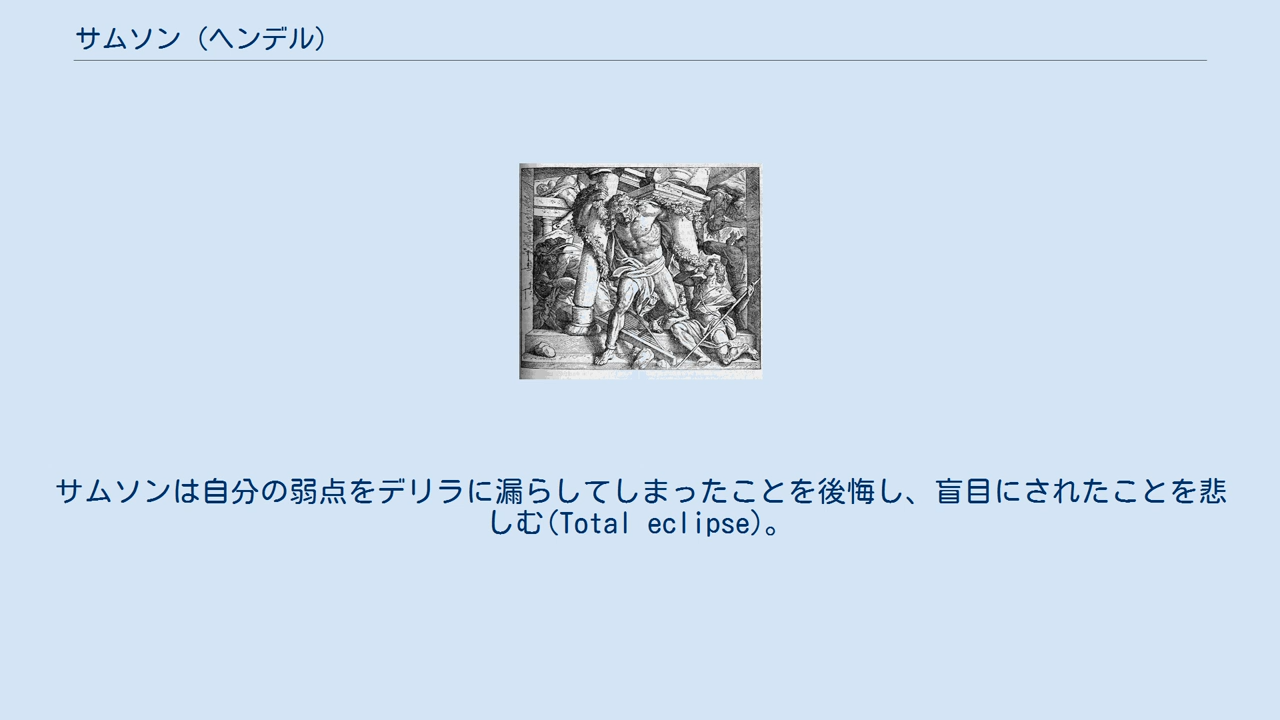 サムソン（ヘンデル）
サムソンは自分の弱点をデリラに漏らしてしまったことを後悔し、盲目にされたことを悲
しむ(Total eclipse)。